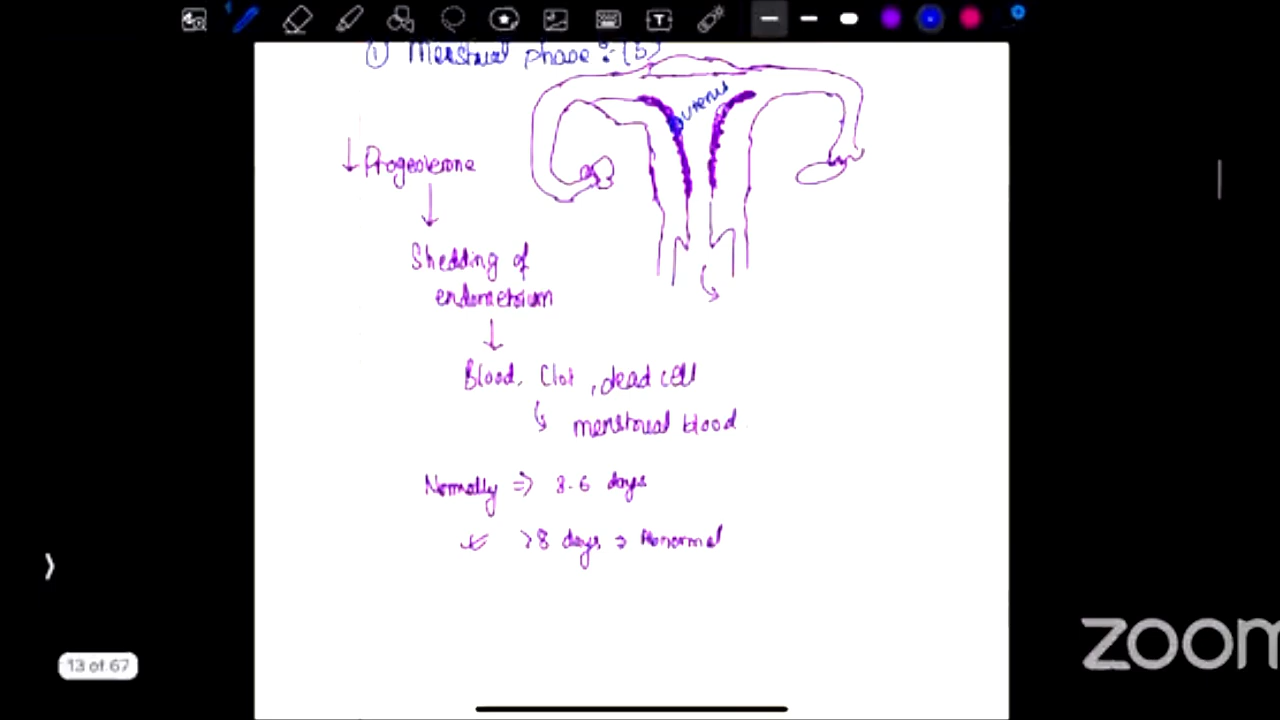 ① Menstrual phase :- (5)
uterus
↓ Progesterone
Shedding of
endometrium
Blood, Clot, dead cell
menstrual blood
Normally ⇒ 3-6 days
>8 days ⇒ Abnormal
13 of 67
zoom